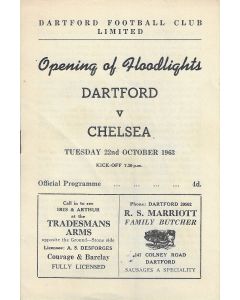 DARTFORD FOOTBALL CLUB
LIMITED
Opening of Floodlights
DARTFORD
v
CHELSEA
TUESDAY 22nd OCTOBER 1963
KICK-OFF 7.30 p.m.
Official Programme ... ... ... 4d.
Call in to see
IRIS & ARTHUR
at the
TRADESMANS
ARMS
opposite the Ground—Stone side
Licensee: A. S. DESFORGES
Courage & Barclay
FULLY LICENSED
Phone: DARTFORD
R. S. MARRIOTT
FAMILY BUTCHER
COLNEY ROAD
DARTFORD
SAUSAGES A SPECIALITY